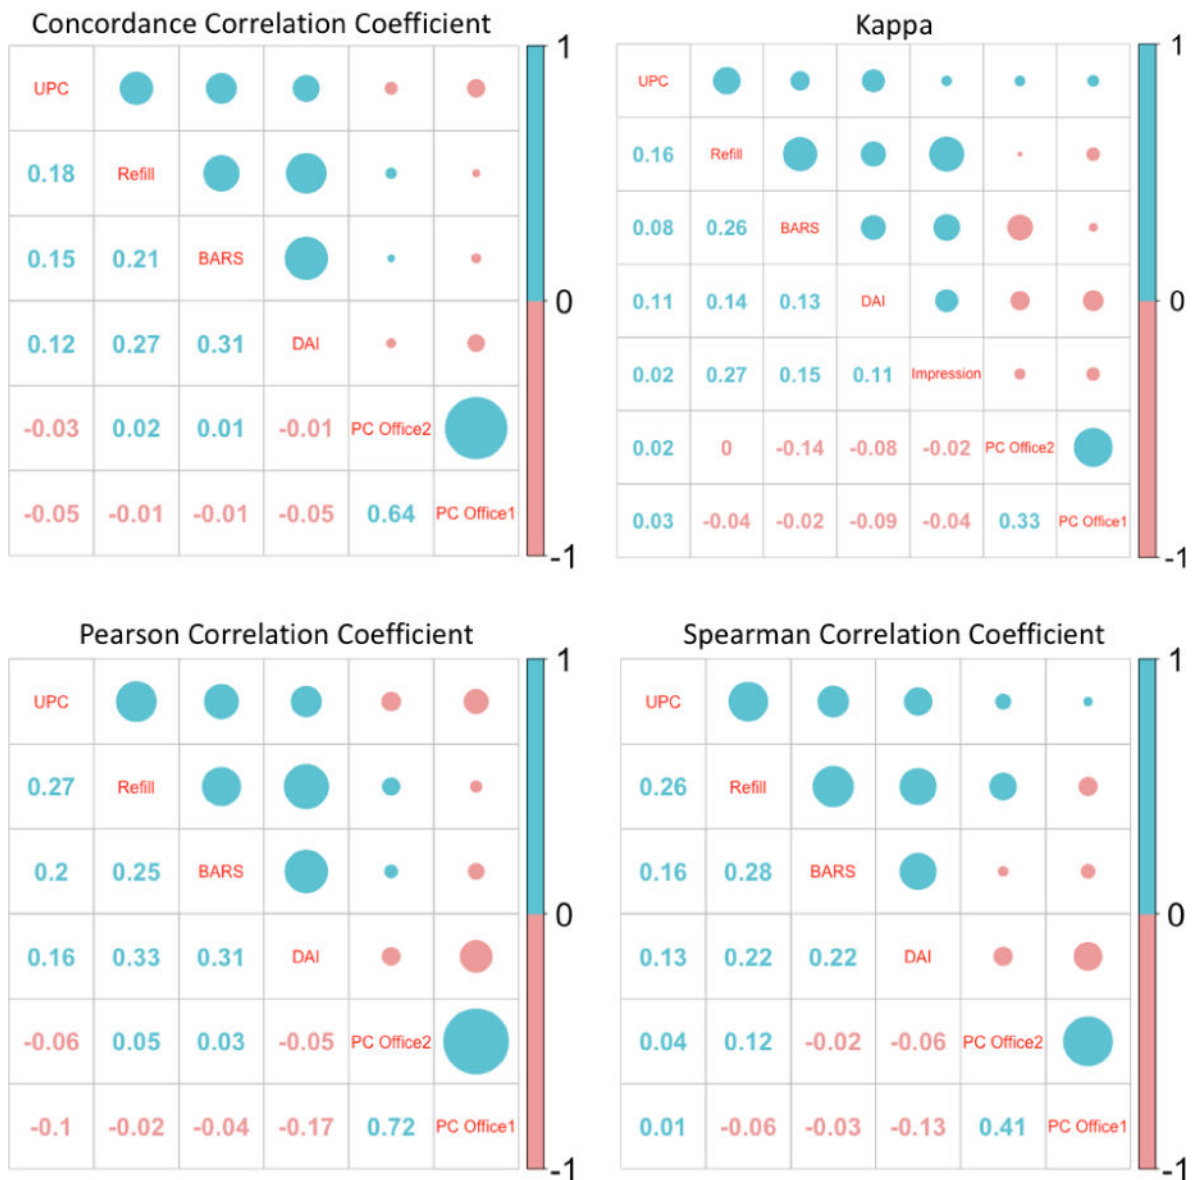 Concordance Correlation Coefficient
UPC
0.18 Refill
0.15 0.21 BARS
0.12 0.27 0.31 DAI
-0.03 0.02 0.01 -0.01 PC Office2
-0.05 -0.01 -0.01 -0.05 0.64 PC Office1
1
0
-1
Kappa
UPC
0.16 Refill
0.08 0.26 BARS
0.11 0.14 0.13 DAI
0.02 0.27 0.15 0.11 Impression
0.02 0 -0.14 -0.08 -0.02 PC Office2
0.03 -0.04 -0.02 -0.09 -0.04 0.33 PC Office1
1
0
-1
Pearson Correlation Coefficient
UPC
0.27 Refill
0.2 0.25 BARS
0.16 0.33 0.31 DAI
-0.06 0.05 0.03 -0.05 PC Office2
-0.1 -0.02 -0.04 -0.17 0.72 PC Office1
1
0
-1
Spearman Correlation Coefficient
UPC
0.26 Refill
0.16 0.28 BARS
0.13 0.22 0.22 DAI
0.04 0.12 -0.02 -0.06 PC Office2
0.01 -0.06 -0.03 -0.13 0.41 PC Office1
1
0
-1